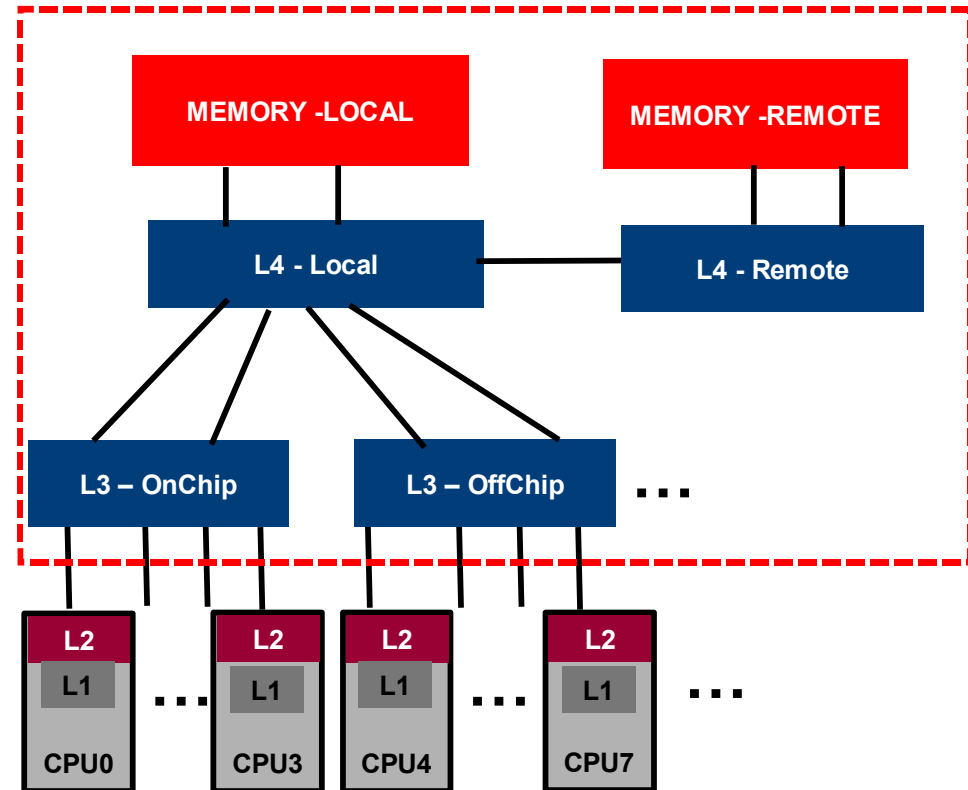 MEMORY -LOCAL
MEMORY -REMOTE
L4 - Local
L4 - Remote
L3 – OnChip
L3 – OffChip
...
L2
L2
L2
L2
L1
L1
L1
L1
...
...
...
CPU0
CPU3
CPU4
CPU7